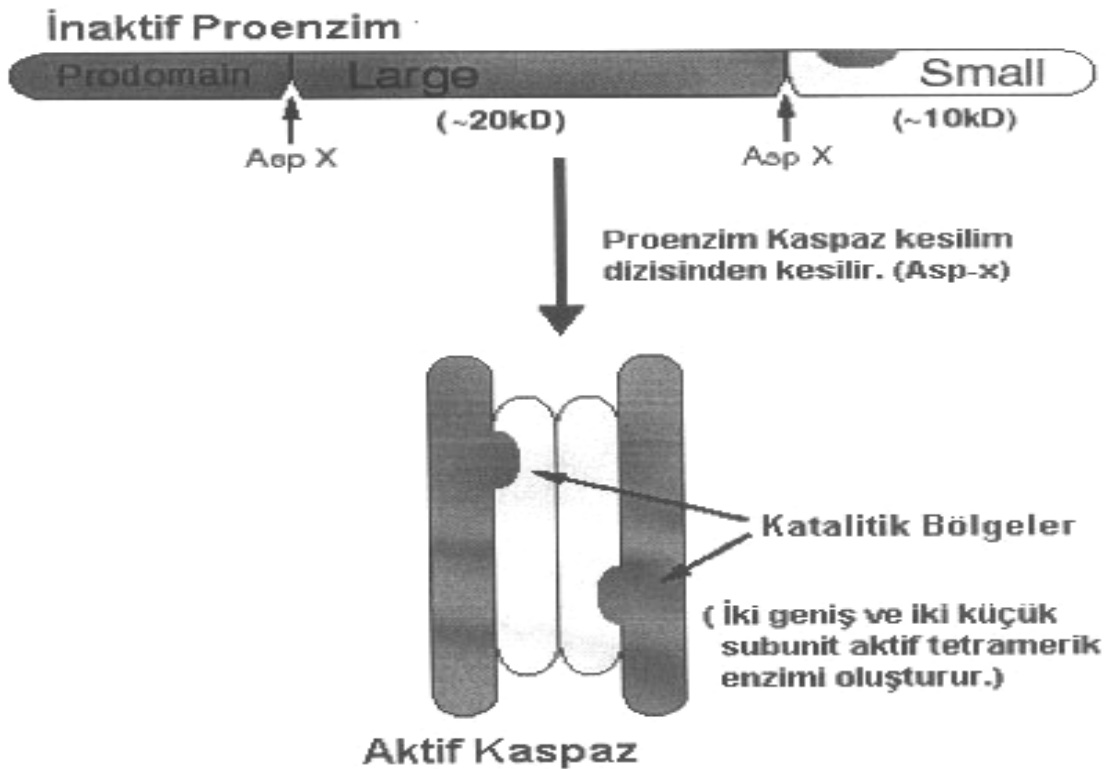 İnaktif Proenzim
Prodomain Large Small
(~20kD) (~10kD)
Asp X Asp X
Proenzim Kaspaz kesilim
dizisinden kesilir. (Asp-x)
Katalitik Bölgeler
( İki geniş ve iki küçük
subunit aktif tetramerik
enzimi oluşturur.)
Aktif Kaspaz